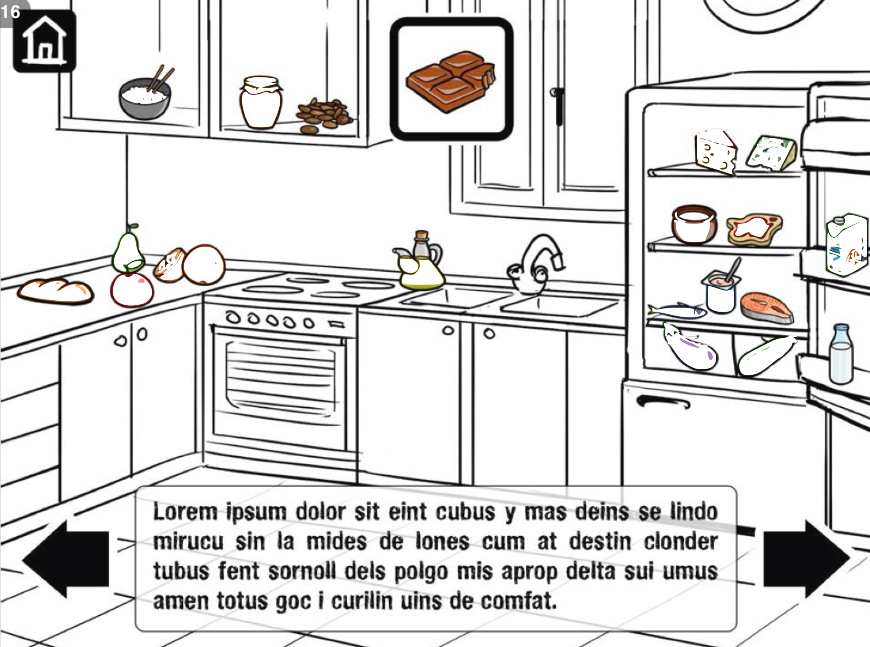 16
Lorem ipsum dolor sit eint cubus y mas deins se lindo
mirucu sin la mides de lones cum at destin clonder
tubus fent sornoll dels polgo mis aprop delta sui umus
amen totus goc i curilin uins de comfat.